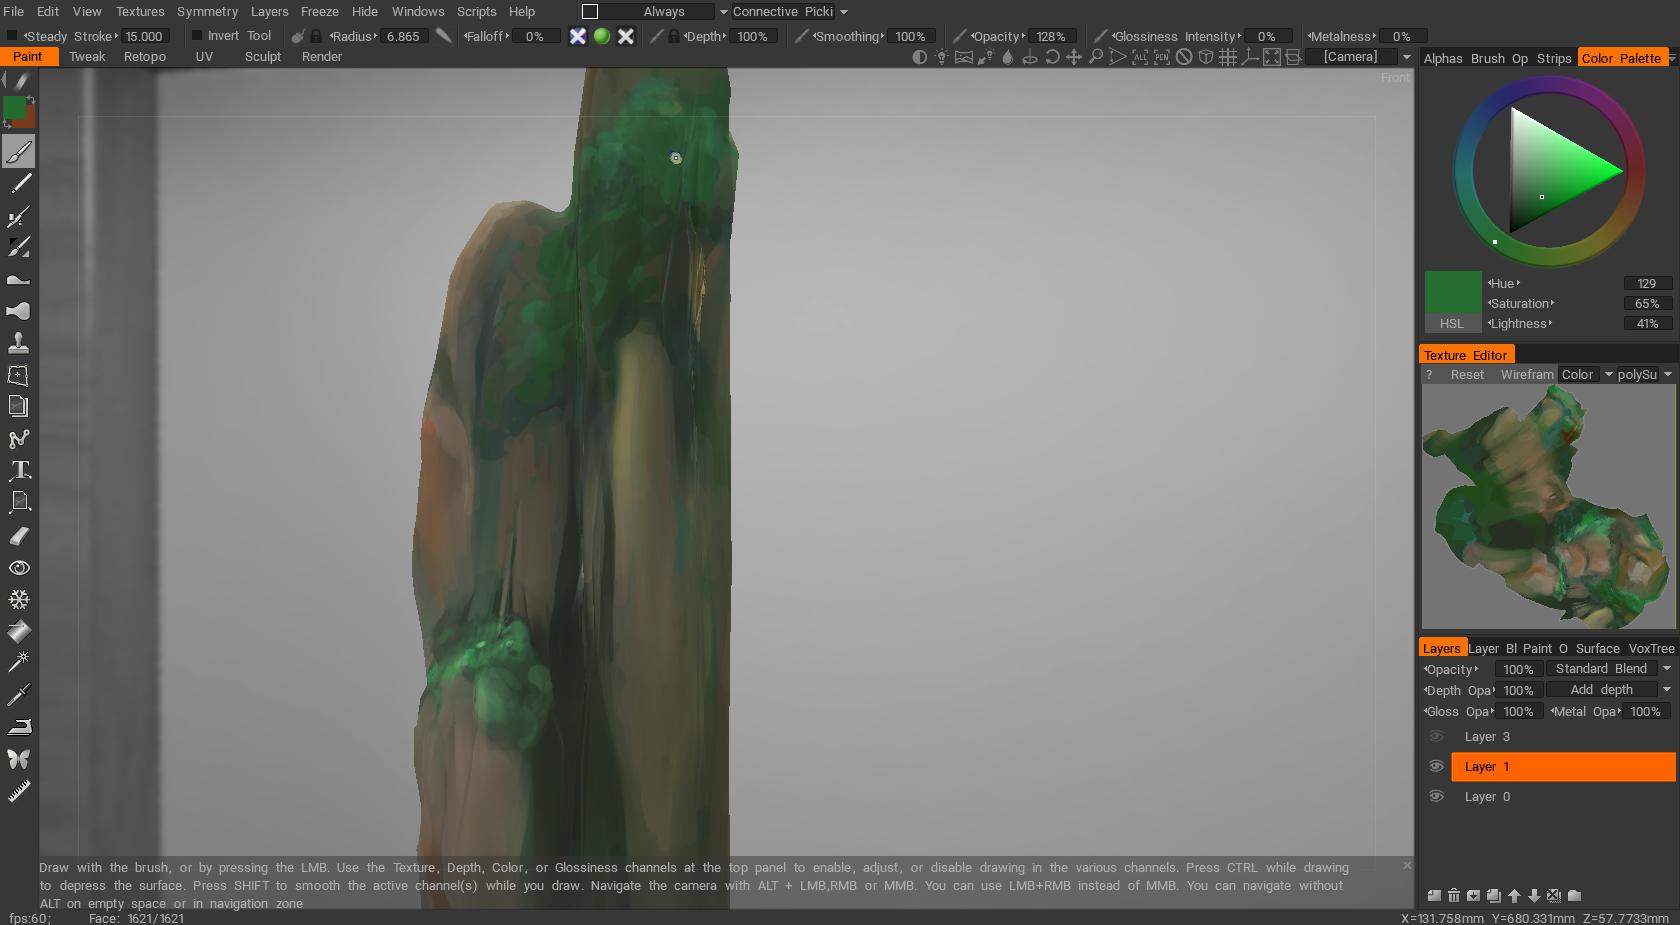 File Edit View Textures Symmetry Layers Freeze Hide Windows Scripts Help Always Connective Picki
Steady Stroke 15.000 Invert Tool Radius 6.865 Falloff 0% Depth 100% Smoothing 100% Opacity 128% Glossiness Intensity 0% Metalness 0%
Paint Tweak Retopo UV Sculpt Render [Camera]
Alphas Brush Op Strips Color Palette
Front
Hue 129
Saturation 65%
HSL Lightness 41%
Texture Editor
? Reset Wirefram Color polySu
Layers Layer Bl Paint O Surface VoxTree
Opacity 100% Standard Blend
Depth Opa 100% Add depth
Gloss Opa 100% Metal Opa 100%
Layer 3
Layer 1
Layer 0
Draw with the brush, or by pressing the LMB. Use the Texture, Depth, Color, or Glossiness channels at the top panel to enable, adjust, or disable drawing in the various channels. Press CTRL while drawing
to depress the surface. Press SHIFT to smooth the active channel(s) while you draw. Navigate the camera with ALT + LMB,RMB or MMB. You can use LMB+RMB instead of MMB. You can navigate without
ALT on empty space or in navigation zone
fps:60; Face: 1621/1621 X=131.758mm Y=680.331mm Z=57.7733mm